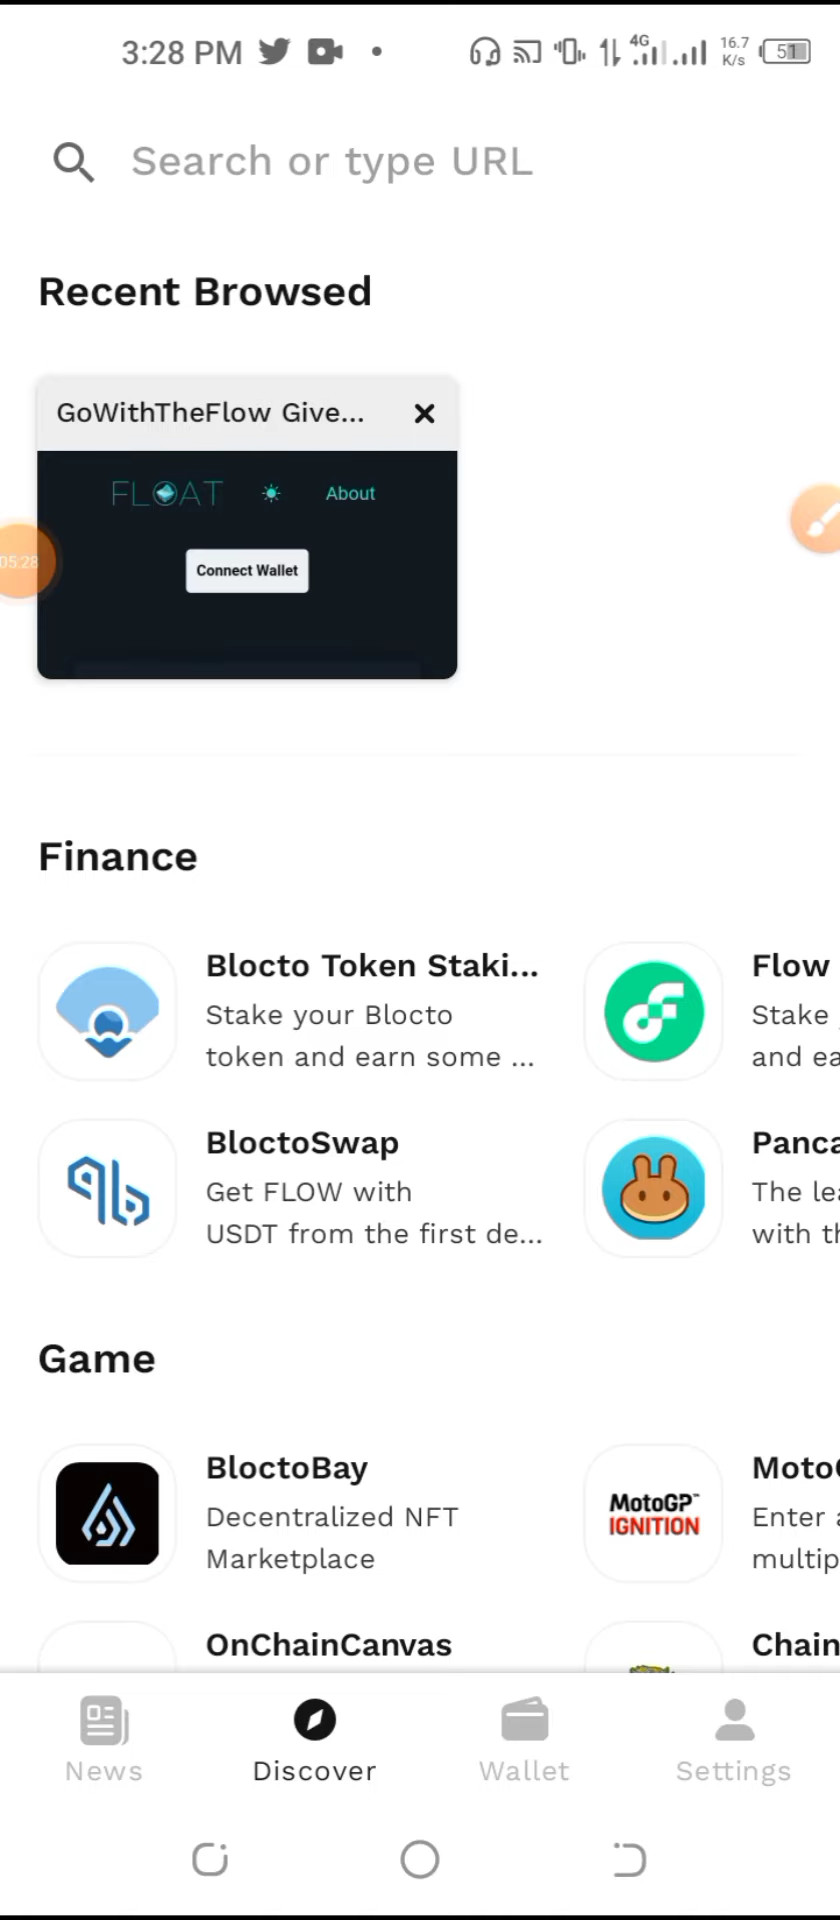 3:28 PM
4G
16.7
K/s
51
Search or type URL
Recent Browsed
GoWithTheFlow Give...
FLOAT
About
05:28
Connect Wallet
Finance
Blocto Token Staki...
Stake your Blocto
token and earn some ...
Flow
Stake
and ea
BloctoSwap
Get FLOW with
USDT from the first de...
Panca
The lea
with th
Game
BloctoBay
Decentralized NFT
Marketplace
MotoGP™
IGNITION
MotoG
Enter a
multip
OnChainCanvas
Chain
News
Discover
Wallet
Settings